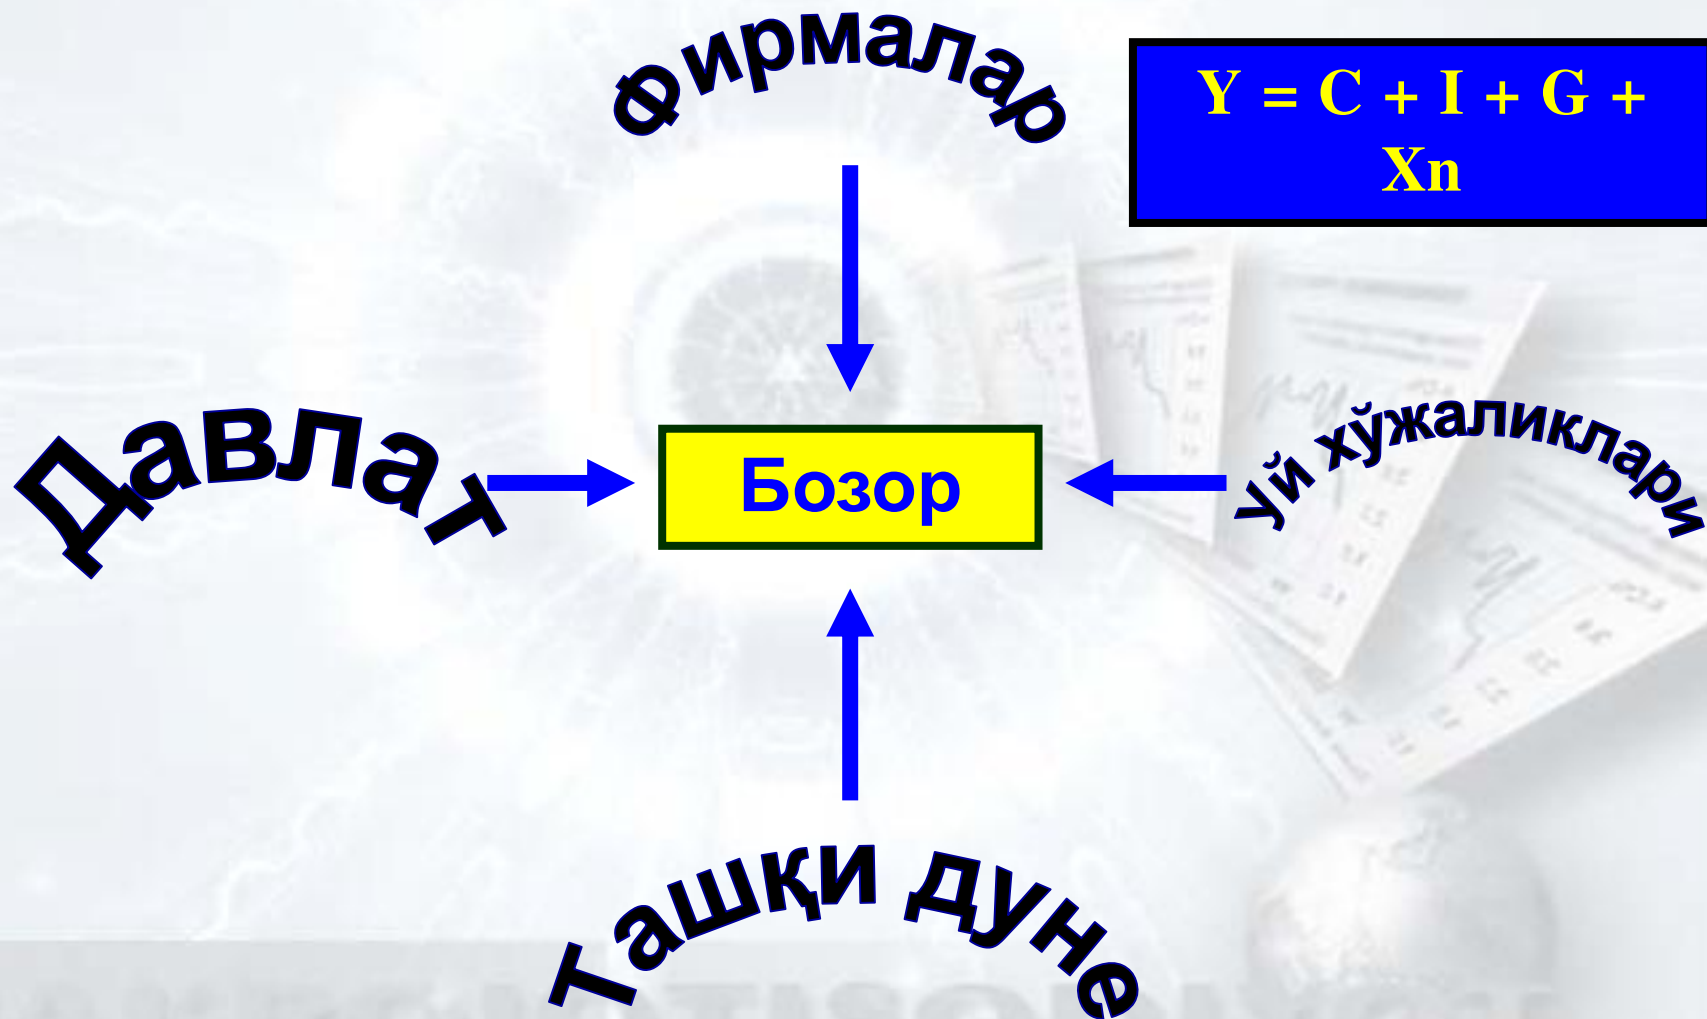 Фирмалар
Y = C + I + G +
Xn
Давлат
Бозор
уй хўжаликлари
Ташқи дуне